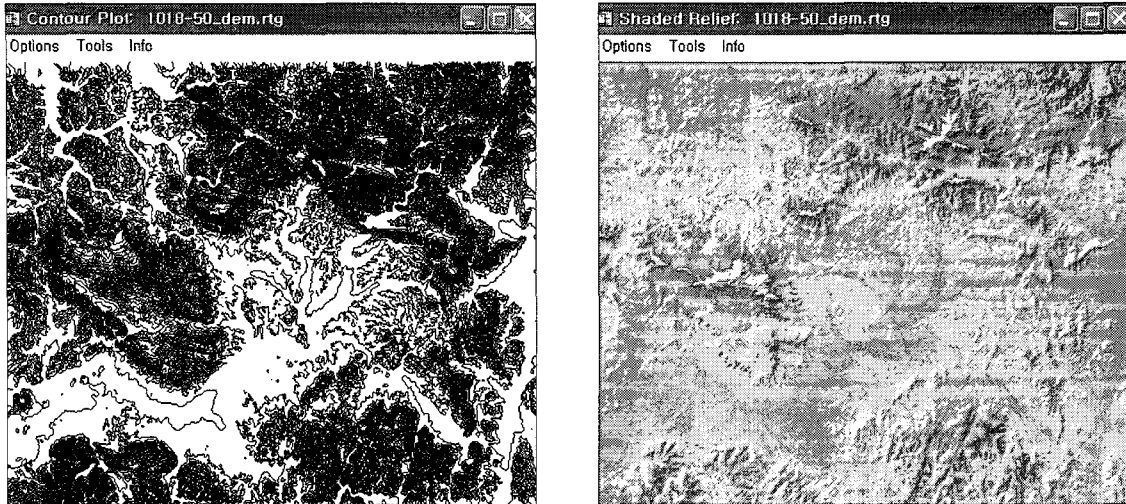 Contour Plot: 1018-50_dem.rtg
Options Tools Info
Shaded Relief: 1018-50_dem.rtg
Options Tools Info